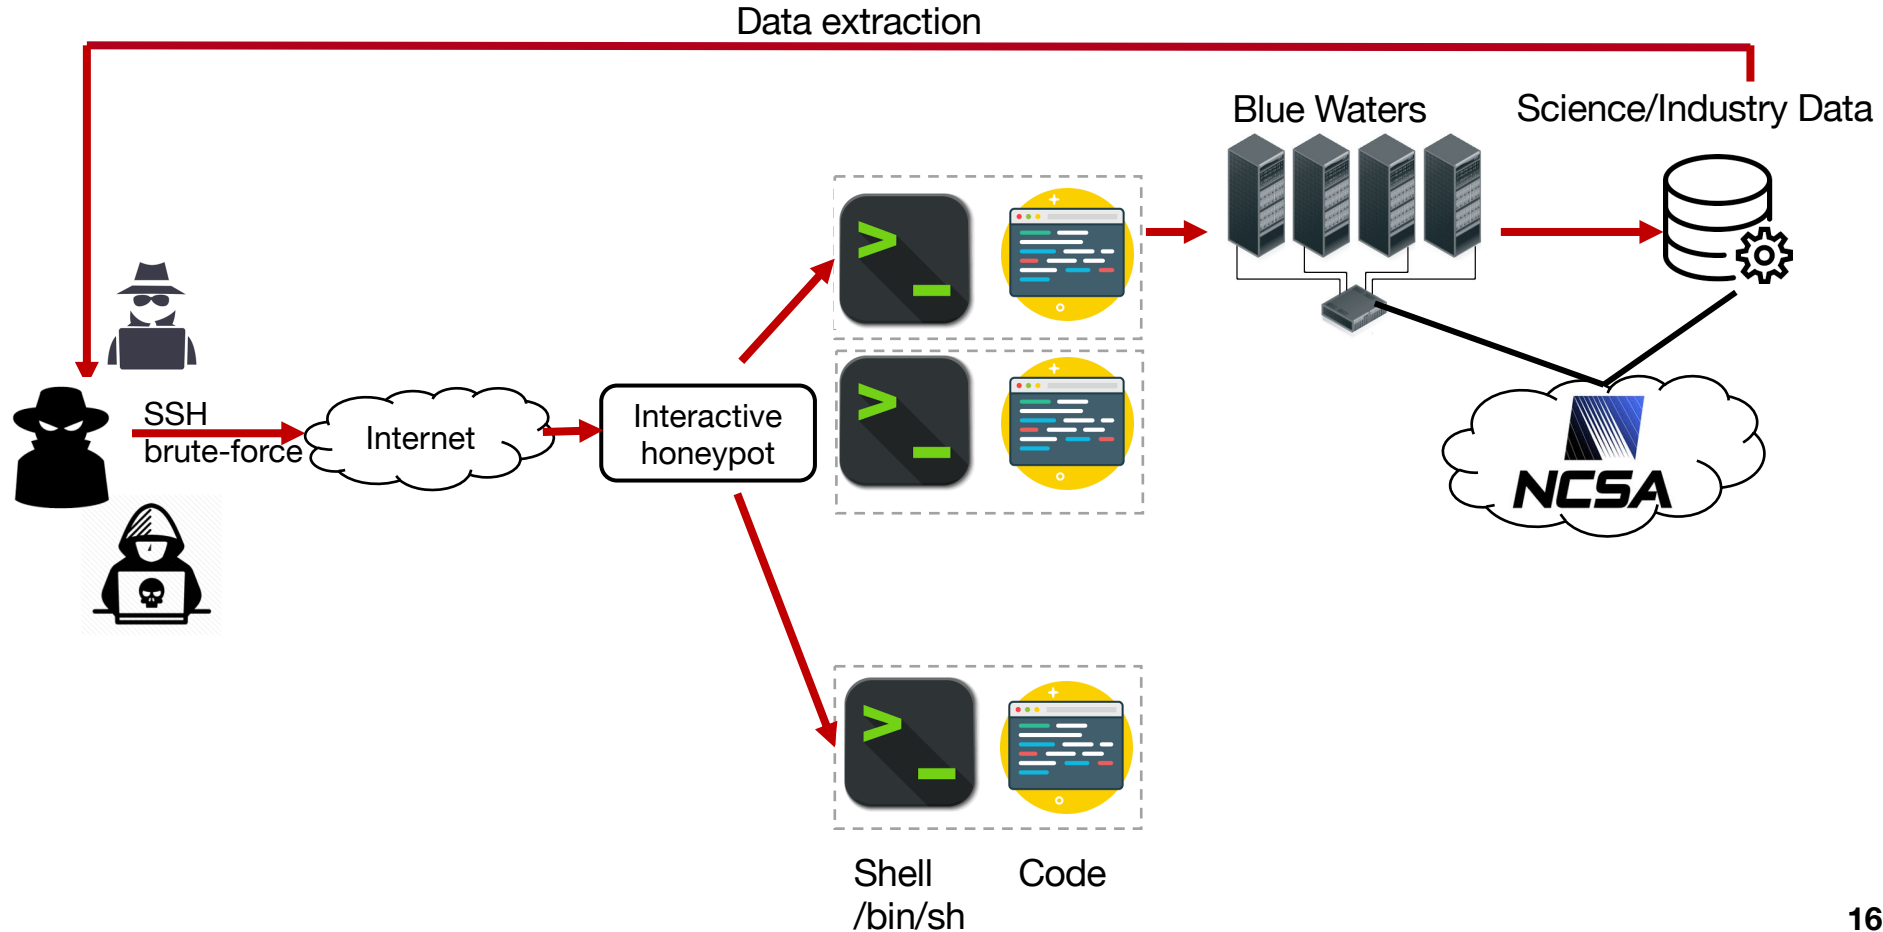 Data extraction
Blue Waters
Science/Industry Data
SSH
brute-force
Internet
Interactive
honeypot
NCSA
Shell
/bin/sh
Code
16